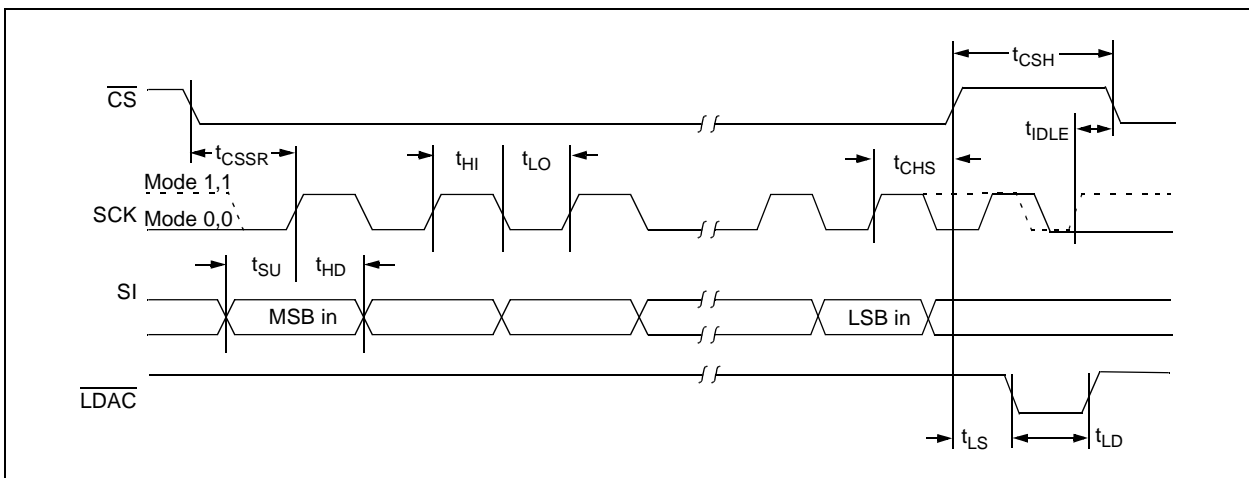 tCSH
CS
tIDLE
tCSSR
tHI
tLO
tCHS
Mode 1,1
SCK
Mode 0,0
tSU
tHD
SI
MSB in
LSB in
LDAC
tLS
tLD